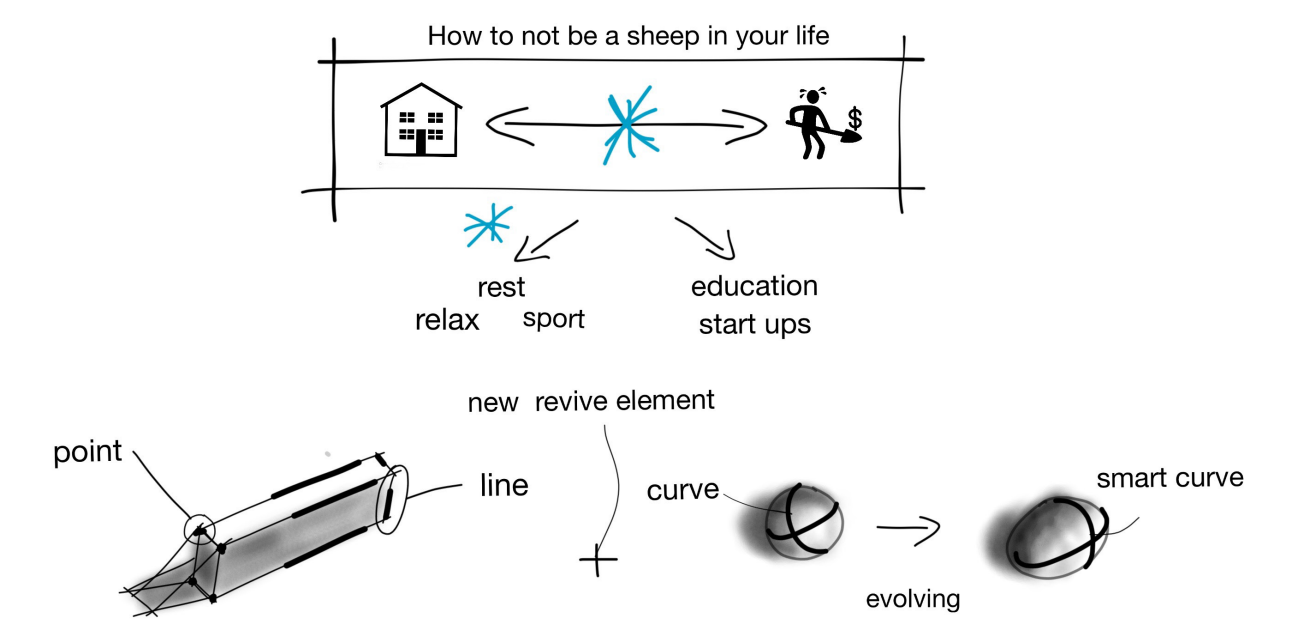 How to not be a sheep in your life
$
rest
relax sport
education
start ups
new revive element
point
line
curve
smart curve
evolving